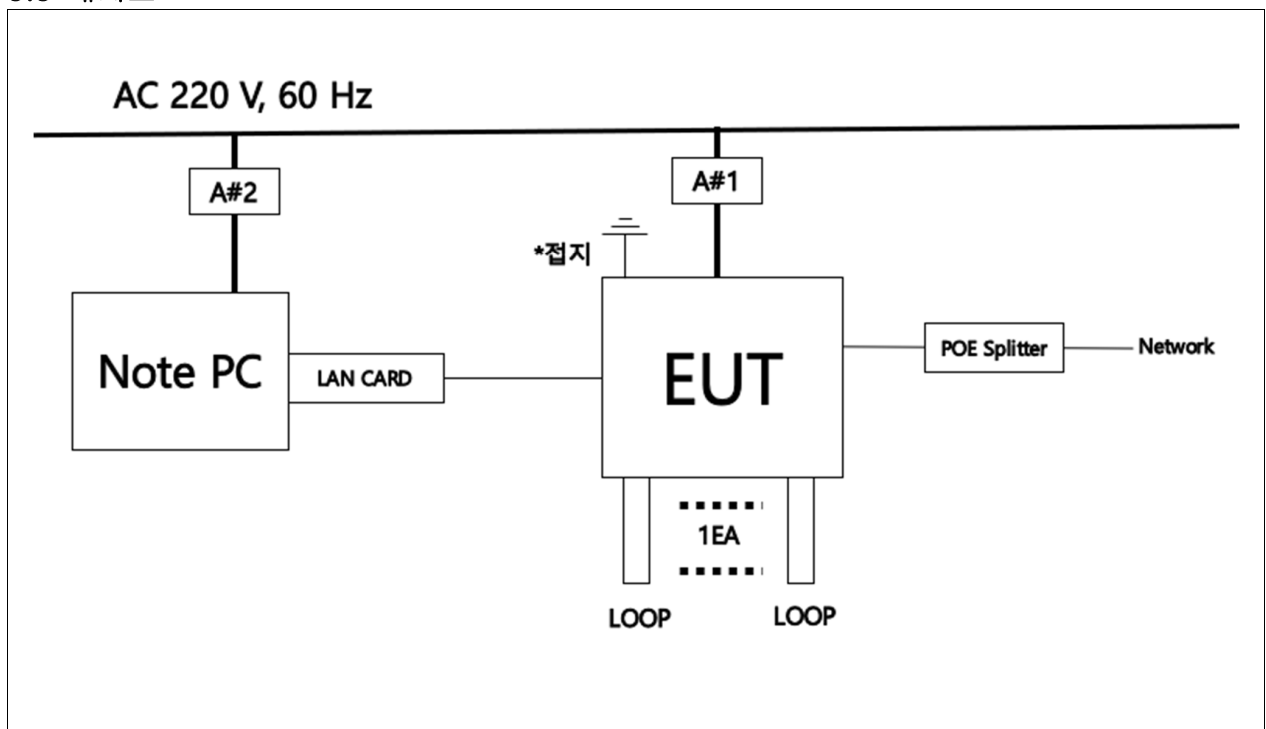 AC 220 V, 60 Hz
A#2
A#1
*접지
Note PC
LAN CARD
EUT
POE Splitter
Network
1EA
LOOP
LOOP